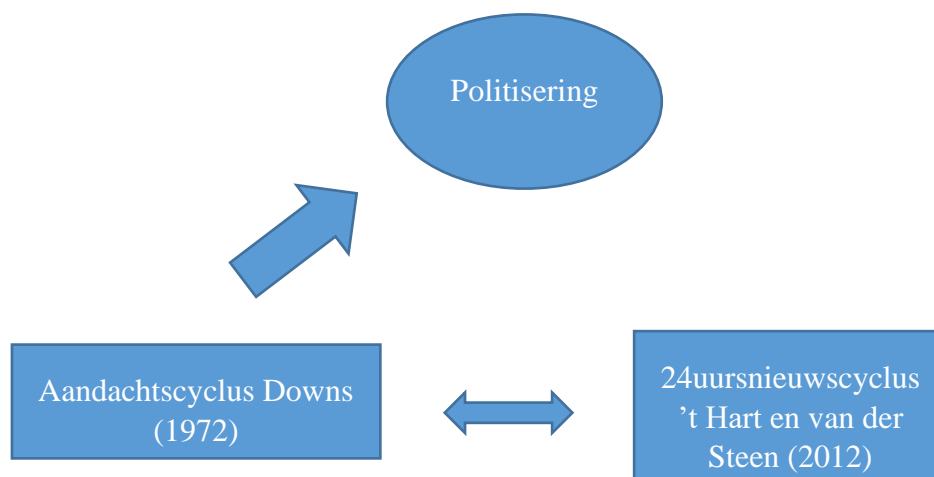 Politisering
Aandachtscyclus Downs
(1972)
24uursnieuwscyclus
’t Hart en van der
Steen (2012)